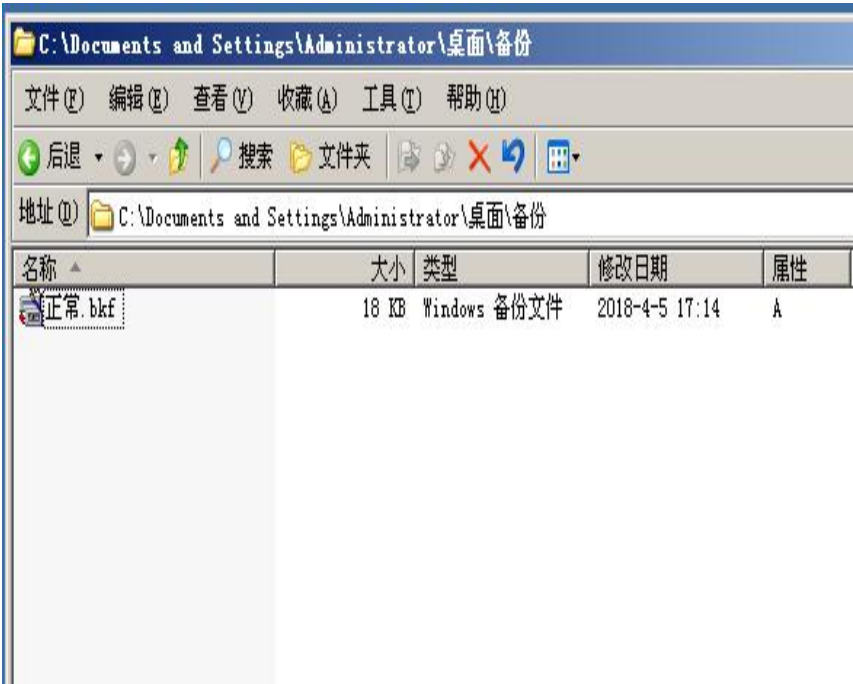 C:\Documents and Settings\Administrator\桌面\备份
文件(F) 编辑(E) 查看(V) 收藏(A) 工具(T) 帮助(H)
后退 搜索 文件夹
地址(D) C:\Documents and Settings\Administrator\桌面\备份
名称 大小 类型 修改日期 属性
正常.bkf 18 KB Windows 备份文件 2018-4-5 17:14 A